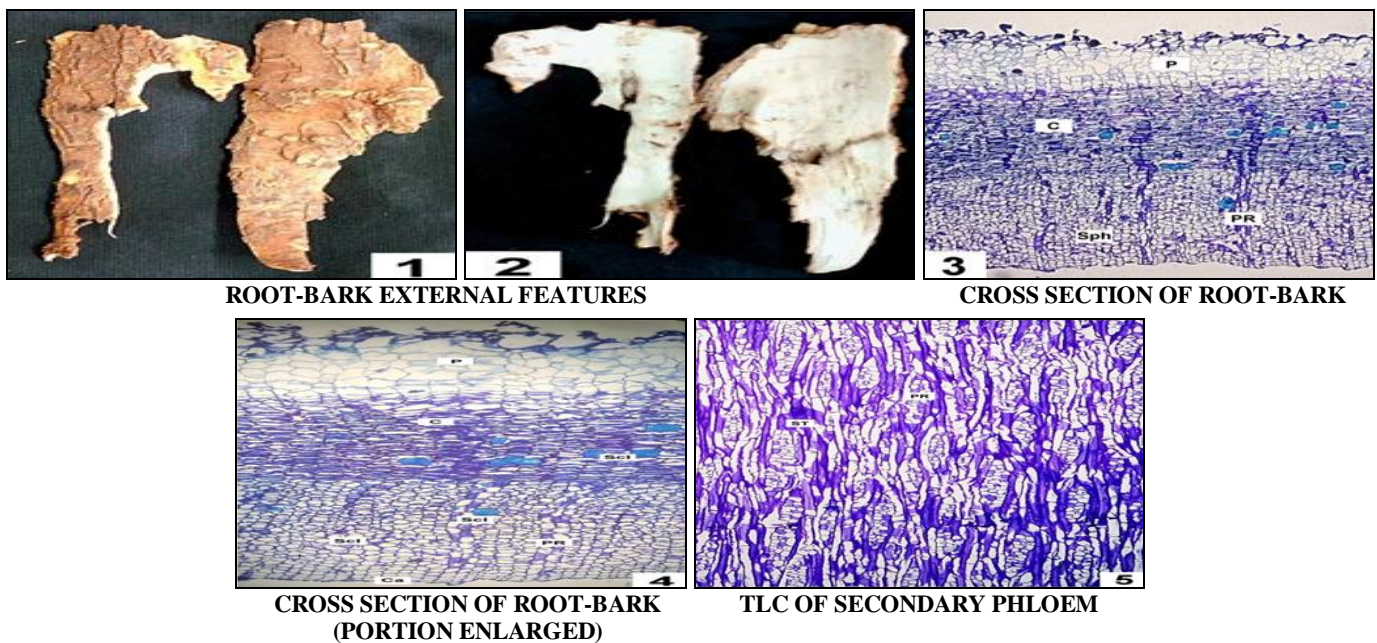 1
2
P
C
PR
Sph
3
ROOT-BARK EXTERNAL FEATURES
CROSS SECTION OF ROOT-BARK
P
C
Scl
Scl
Scl
PR
Ca
4
PR
ST
5
CROSS SECTION OF ROOT-BARK
(PORTION ENLARGED)
TLC OF SECONDARY PHLOEM